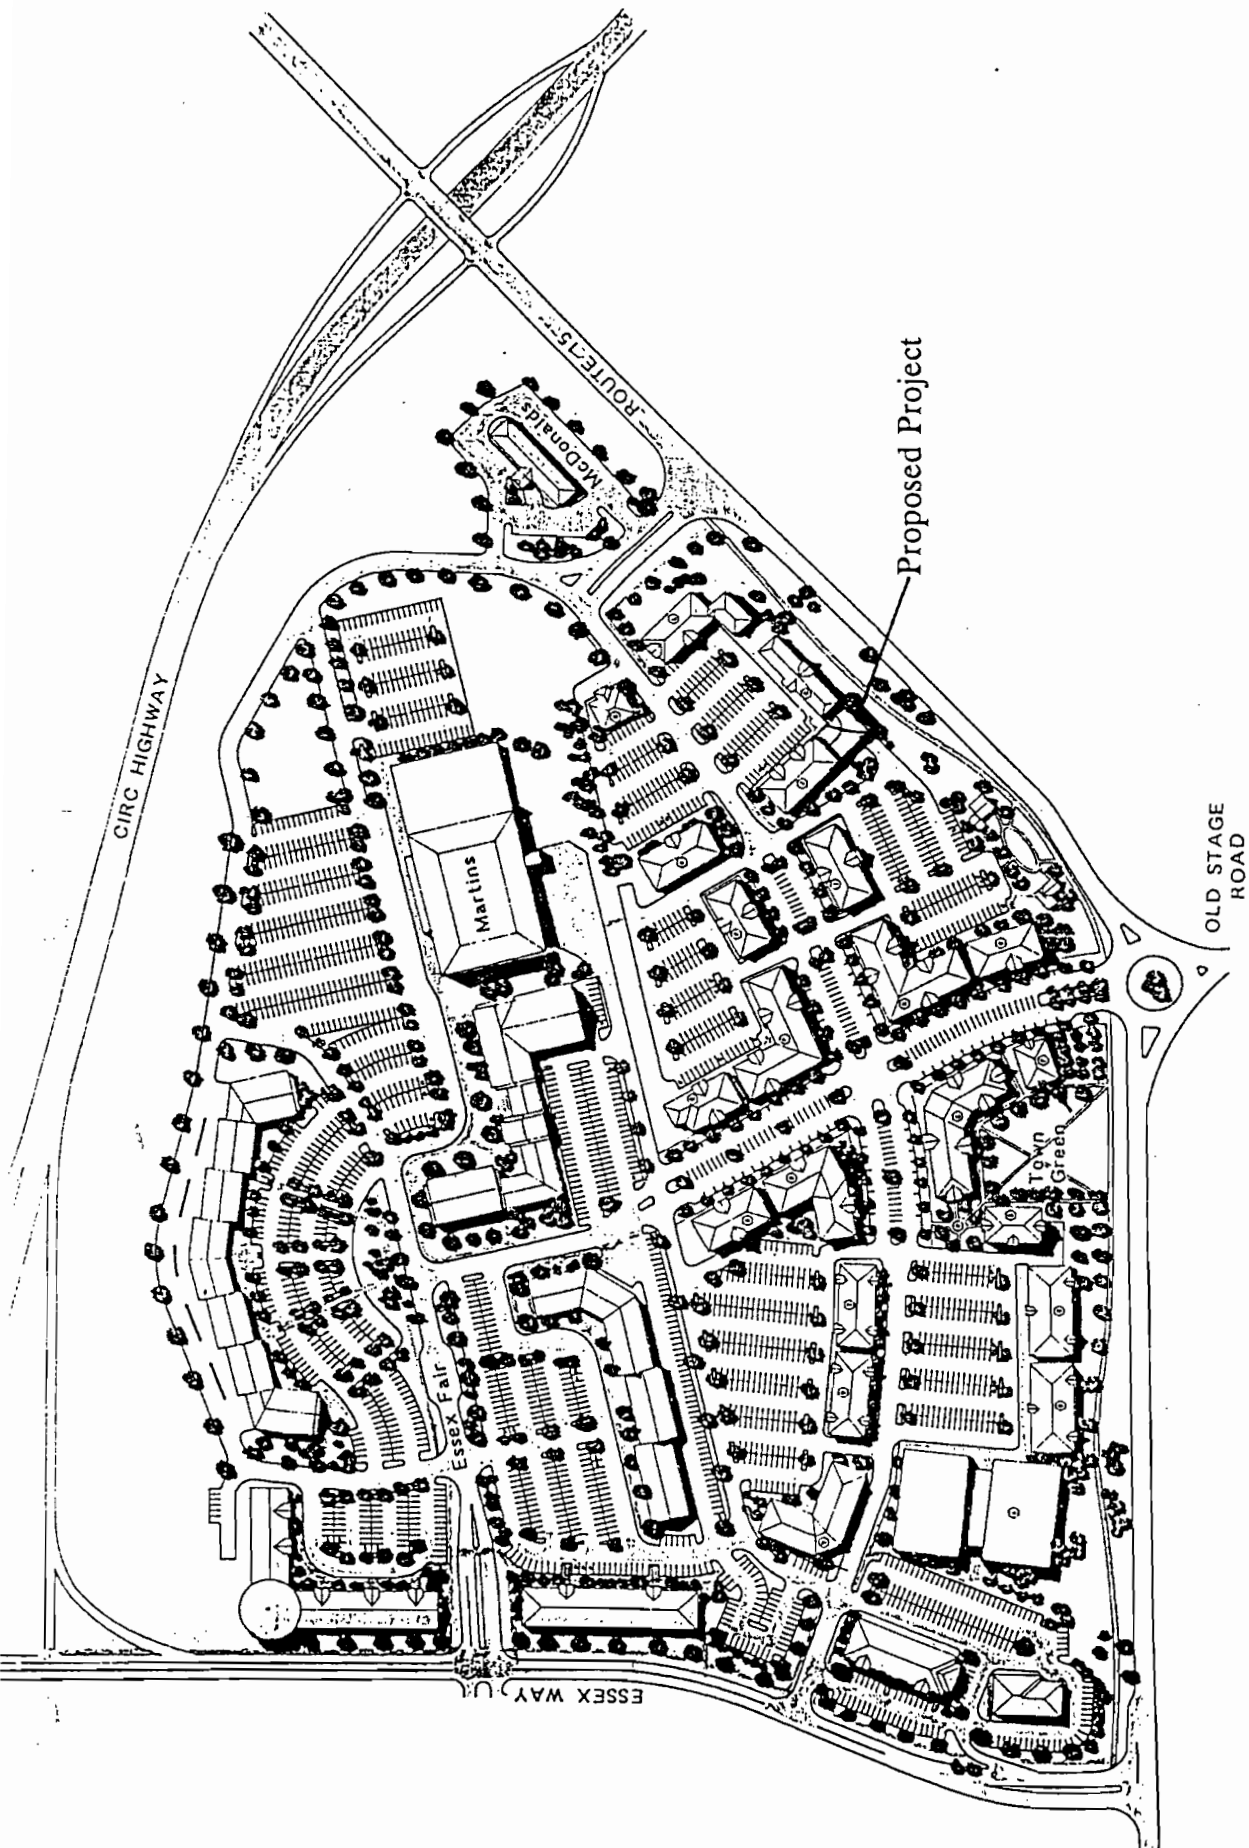 CIRC HIGHWAY
ROUTE 15
McDonalds
Proposed Project
Martins
OLD STAGE
ROAD
Town
Green
Essex Fair
ESSEX WAY